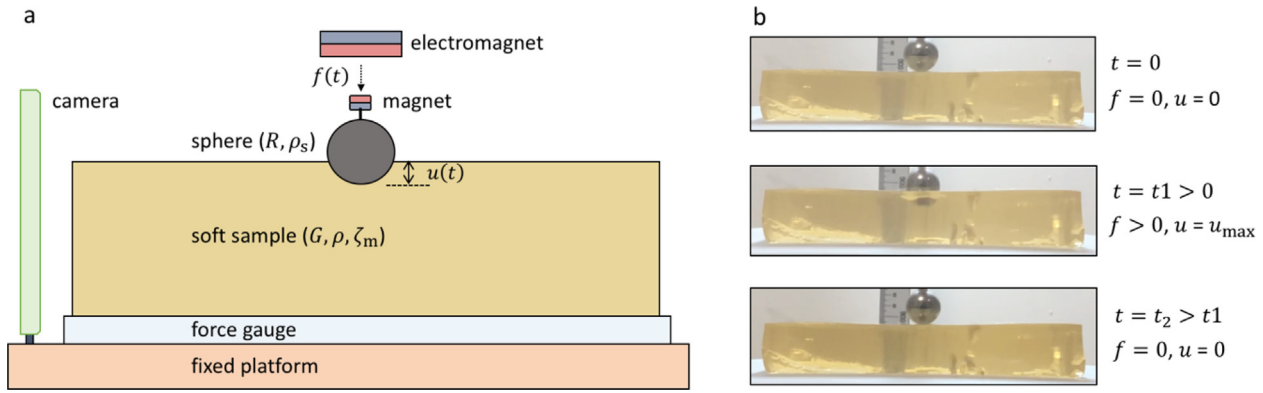 a
electromagnet
f(t)
camera
magnet
sphere (R, ρₛ)
u(t)
soft sample (G, ρ, ζₘ)
force gauge
fixed platform
b
t = 0
f = 0, u = 0
t = t1 > 0
f > 0, u = uₘₐₓ
t = t₂ > t1
f = 0, u = 0